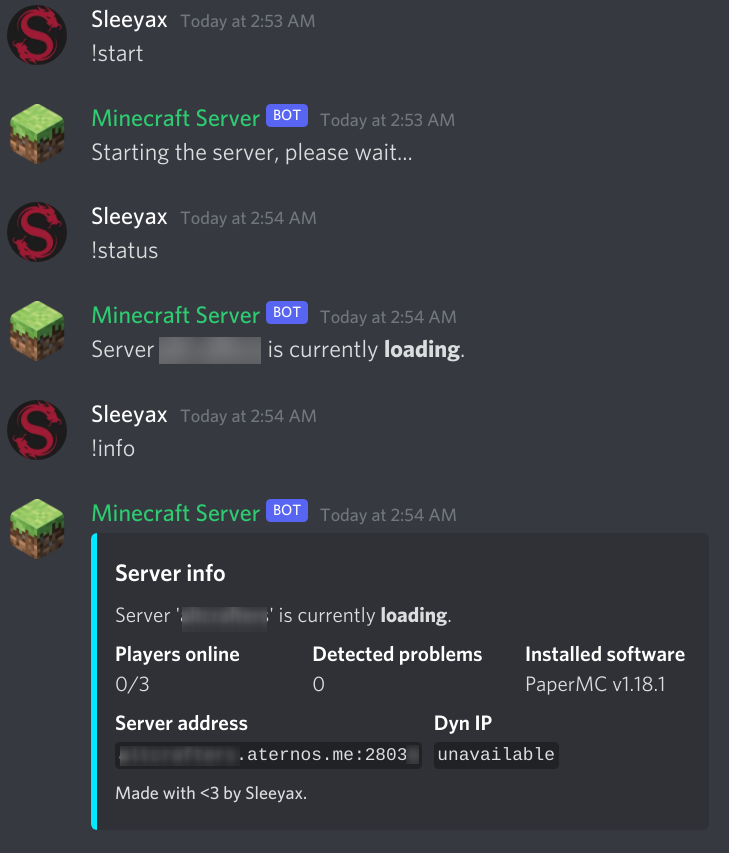 Sleeyax Today at 2:53 AM
!start
Minecraft Server BOT Today at 2:53 AM
Starting the server, please wait...
Sleeyax Today at 2:54 AM
!status
Minecraft Server BOT Today at 2:54 AM
Server is currently loading.
Sleeyax Today at 2:54 AM
!info
Minecraft Server BOT Today at 2:54 AM
Server info
Server '' is currently loading.
Players online Detected problems Installed software
0/3 0 PaperMC v1.18.1
Server address Dyn IP
.aternos.me:2803 unavailable
Made with <3 by Sleeyax.